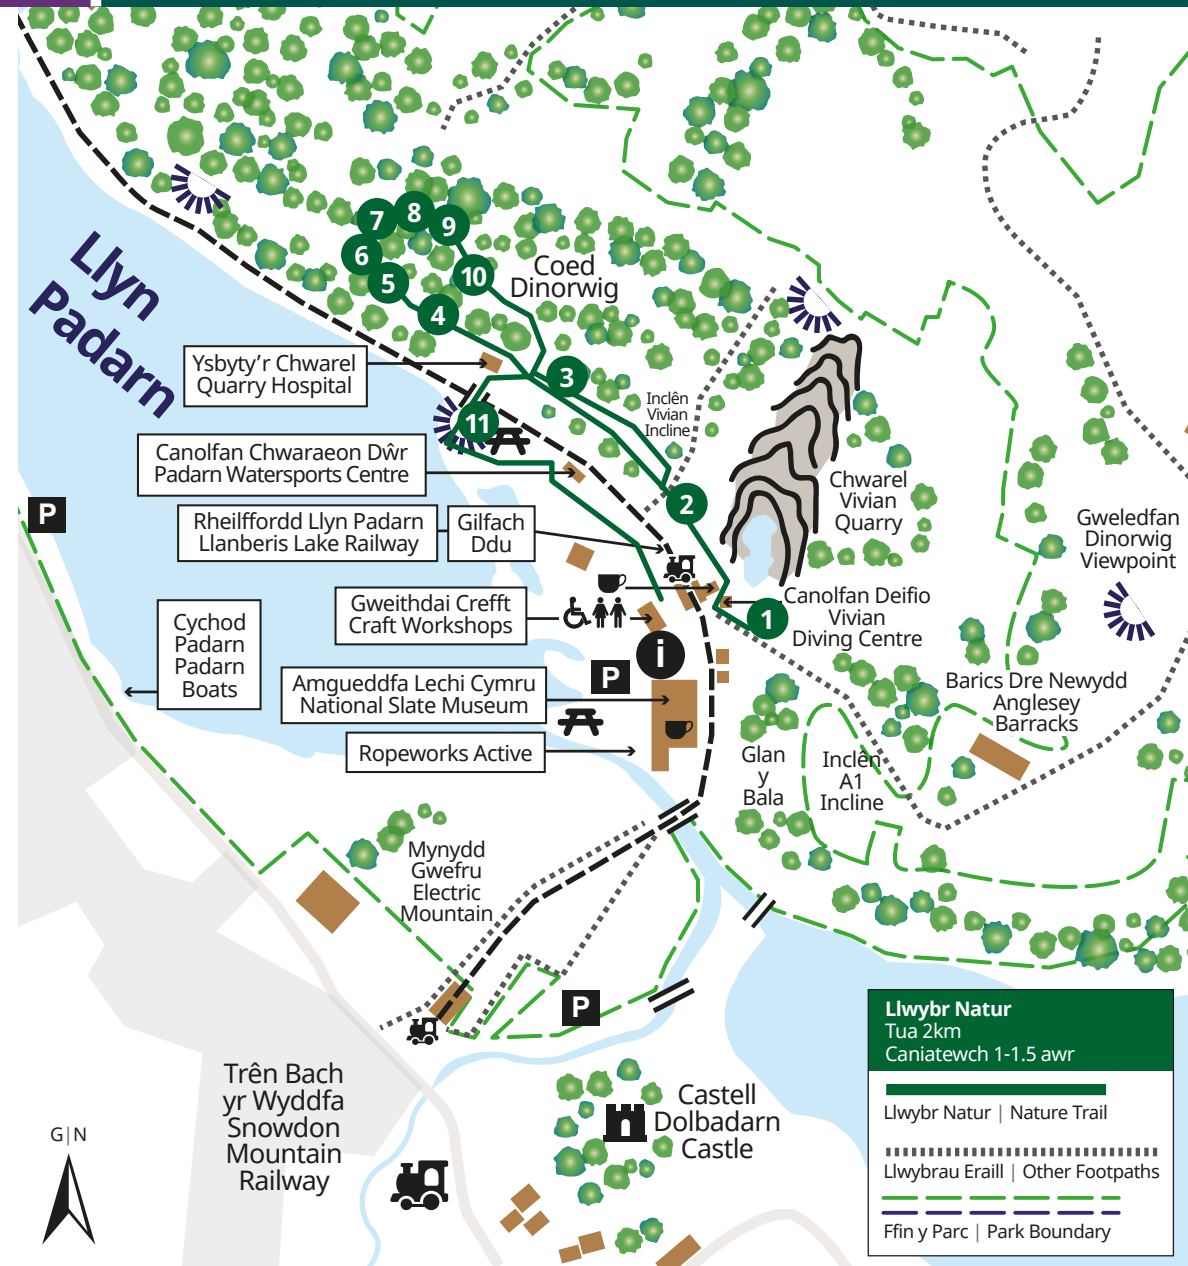 7
8
9
6
5
10
4
Coed
Dinorwig
Llyn
Padarn
Ysbyty'r Chwarel
Quarry Hospital
3
Inclên
Vivian
Incline
11
Canolfan Chwaraeon Dŵr
Padarn Watersports Centre
Chwarel
Vivian
Quarry
P
2
Rheilffordd Llyn Padarn
Llanberis Lake Railway
Gilfach
Ddu
Gweledfan
Dinorwig
Viewpoint
Gweithdai Crefft
Craft Workshops
Canolfan Deifio
Vivian
Diving Centre
1
Cychod
Padarn
Padarn
Boats
i
P
Amgueddfa Lechi Cymru
National Slate Museum
Barics Dre Newydd
Anglesey
Barracks
Ropeworks Active
Glan
y
Bala
Inclên
A1
Incline
Mynydd
Gwefru
Electric
Mountain
P
Llwybr Natur
Tua 2km
Caniatewch 1-1.5 awr
Llwybr Natur | Nature Trail
Llwybrau Eraill | Other Footpaths
Ffin y Parc | Park Boundary
Trên Bach
yr Wyddfa
Snowdon
Mountain
Railway
Castell
Dolbadarn
Castle
G|N